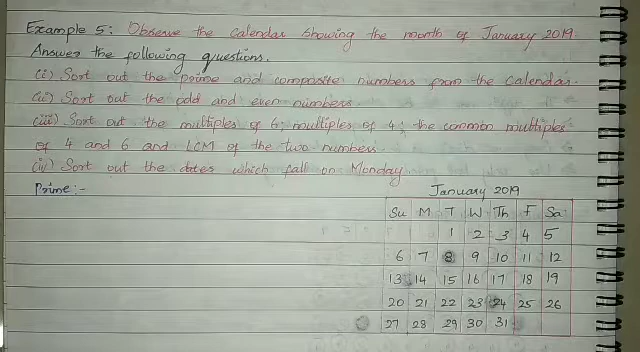 Example 5: Observe the calendar showing the month of January 2019.
Answer the following questions.
(i) Sort out the prime and composite numbers from the calendar.
(ii) Sort out the odd and even numbers.
(iii) Sort out the multiples of 6; multiples of 4; the common multiples
of 4 and 6 and LCM of the two numbers.
(iv) Sort out the dates which fall on Monday
Prime:-
January 2019
Su M T W Th F Sa
1 2 3 4 5
6 7 8 9 10 11 12
13 14 15 16 17 18 19
20 21 22 23 24 25 26
27 28 29 30 31